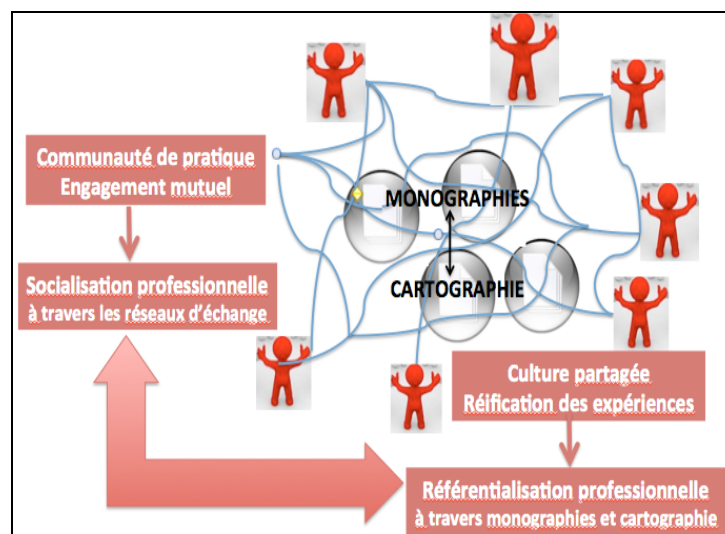 Communauté de pratique
Engagement mutuel
MONOGRAPHIES
Socialisation professionnelle
à travers les réseaux d'échange
CARTOGRAPHIE
Culture partagée
Réification des expériences
Référentialisation professionnelle
à travers monographies et cartographie